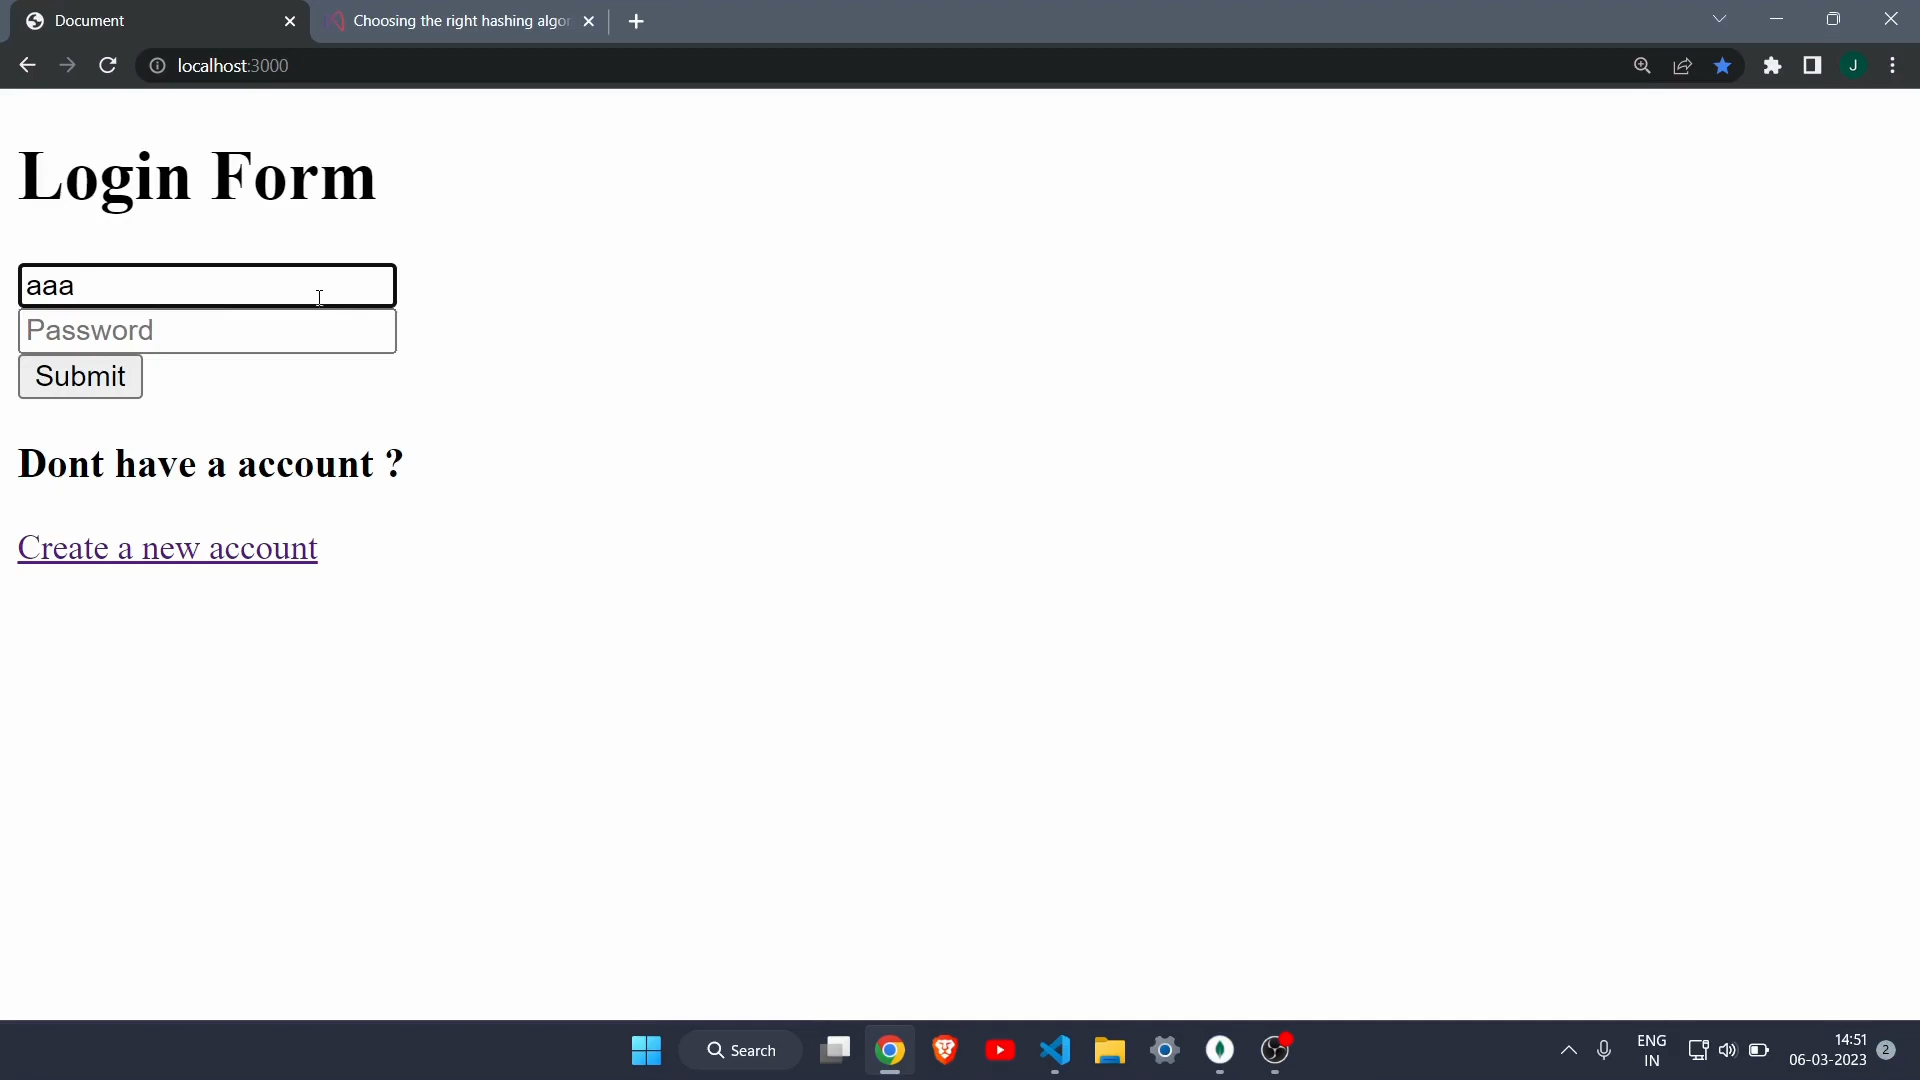 Document
Choosing the right hashing algor
localhost:3000
J
Login Form
aaa
Password
Submit
Dont have a account ?
Create a new account
Search
ENG
IN
14:51
06-03-2023
2